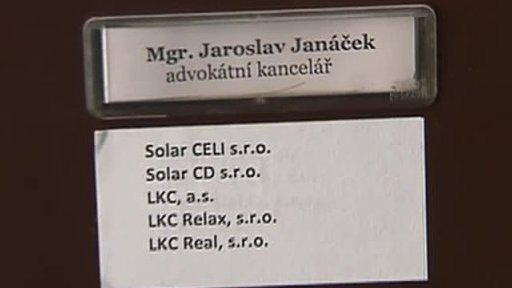 Mgr. Jaroslav Janáček
advokátní kancelář
Solar CELI s.r.o.
Solar CD s.r.o.
LKC, a.s.
LKC Relax, s.r.o.
LKC Real, s.r.o.